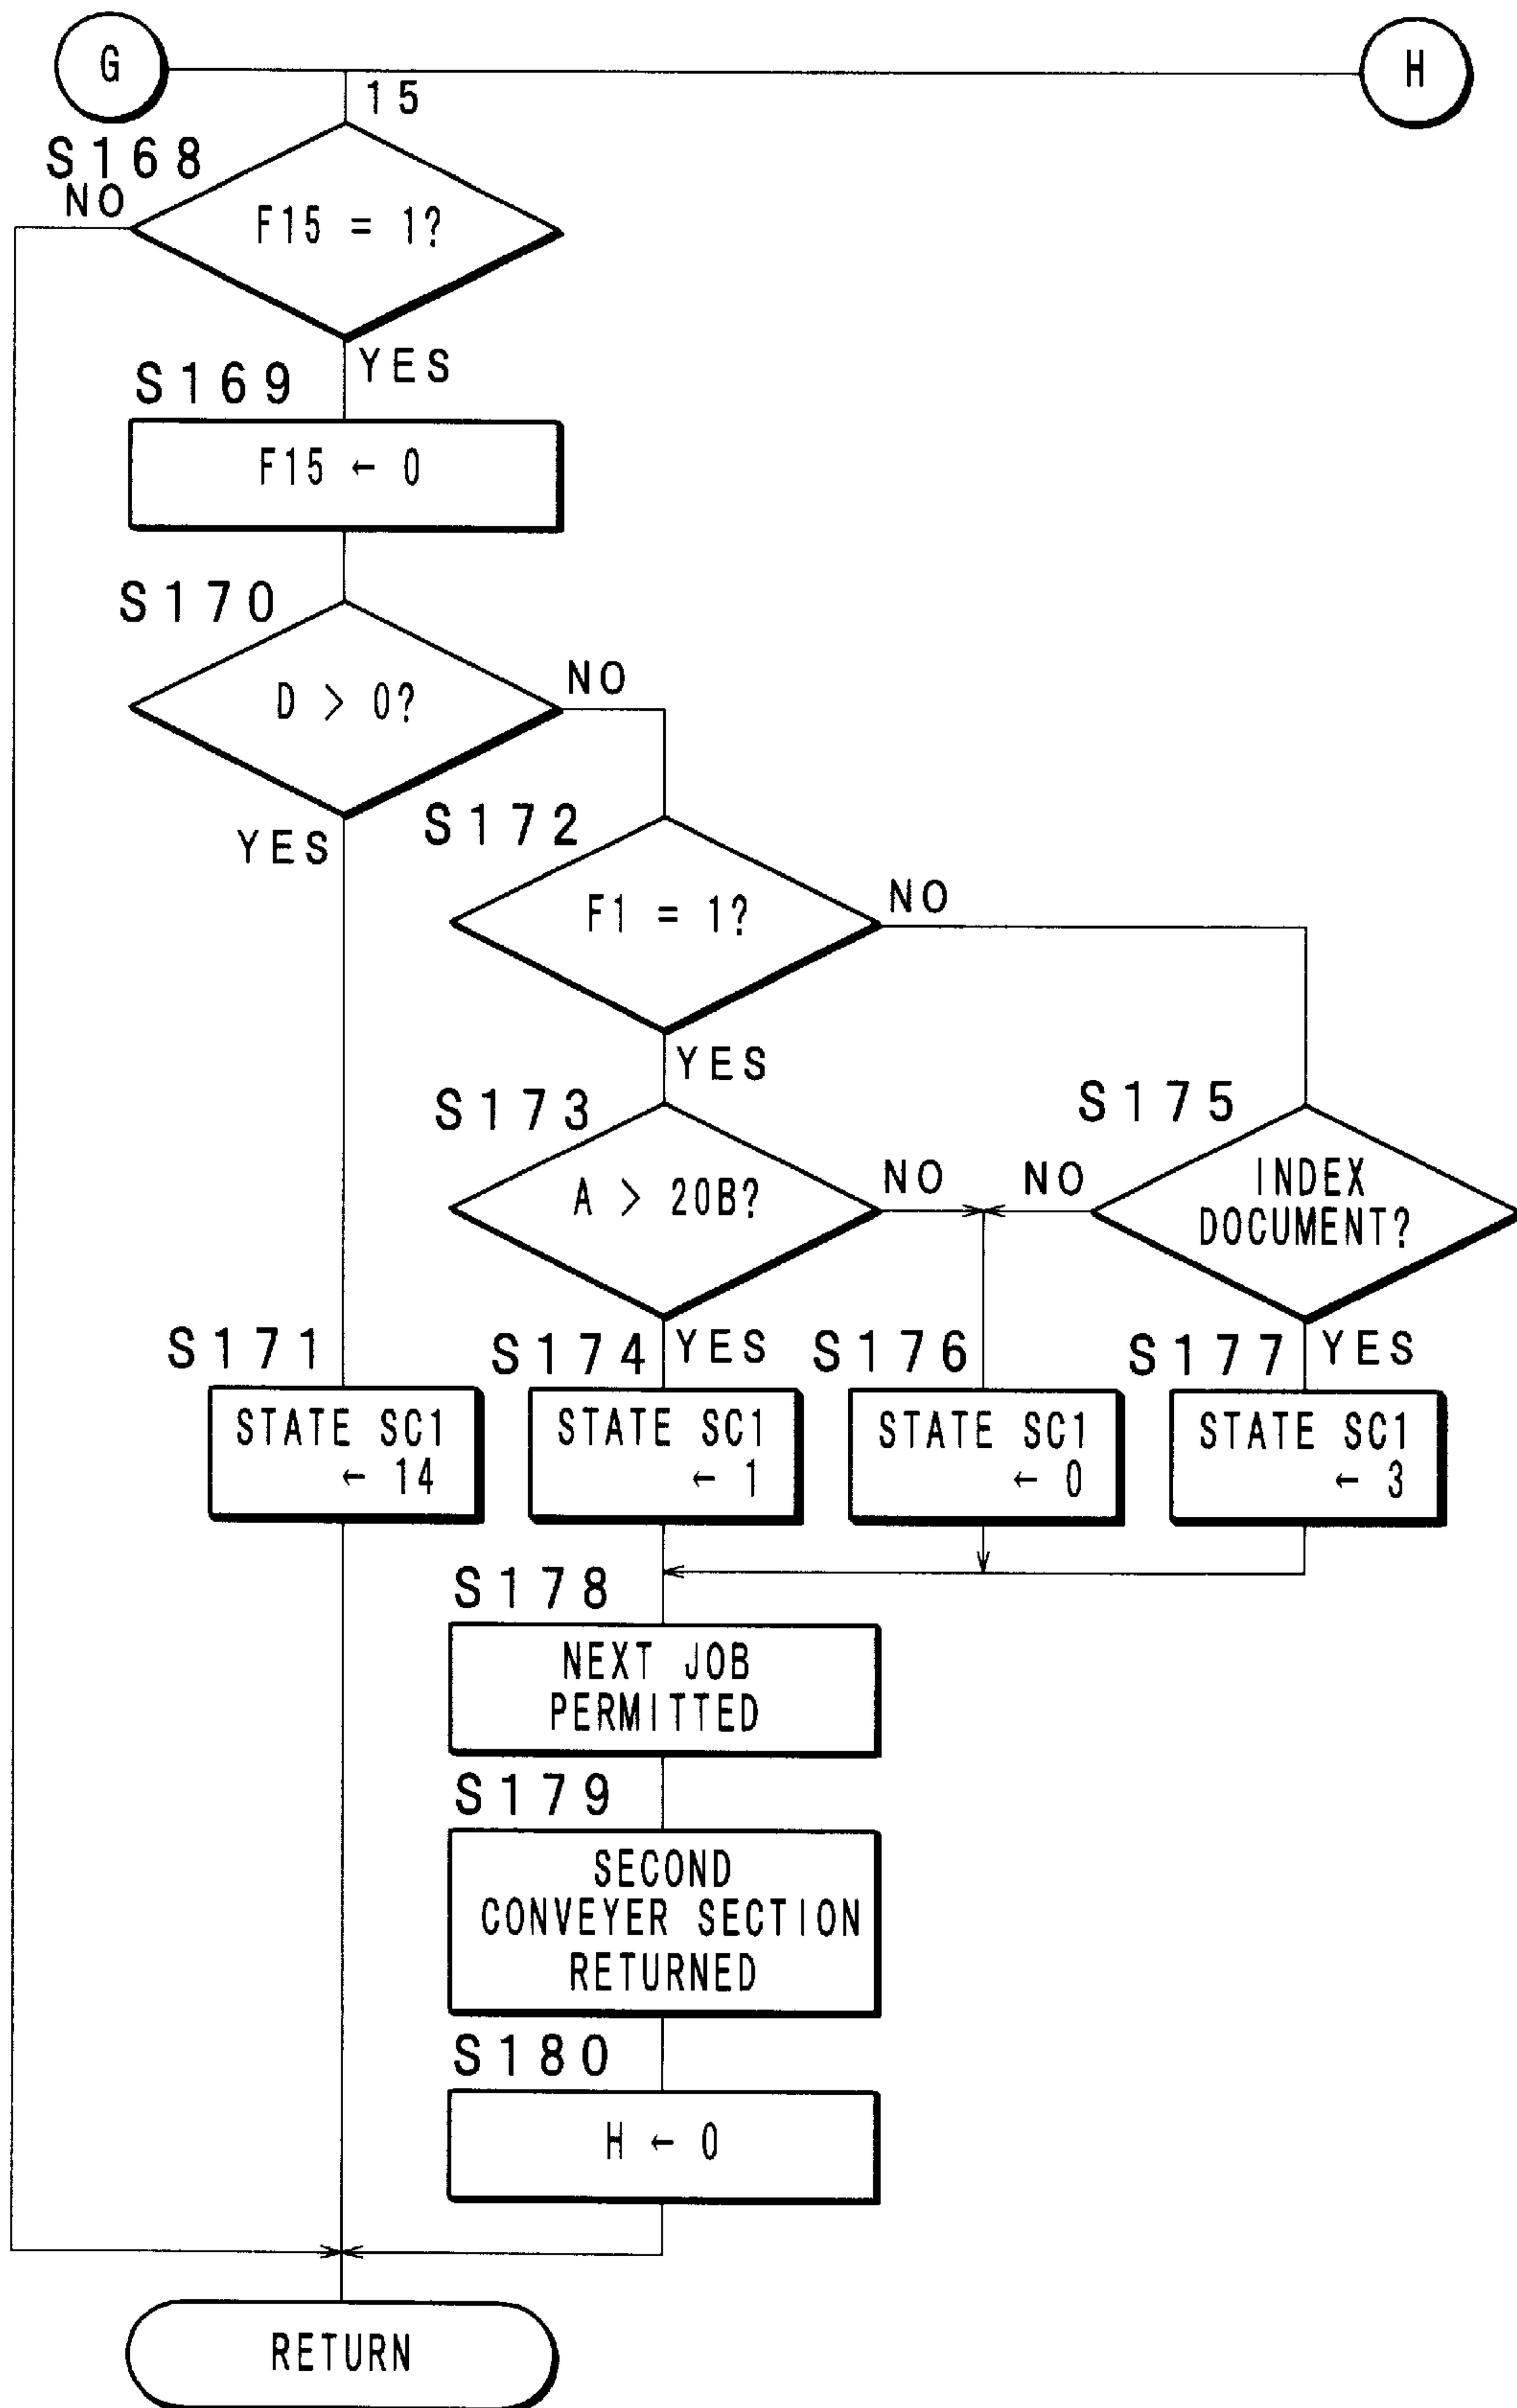 G
H
15
S168
NO
F15 = 1?
YES
S169
F15 ← 0
S170
D > 0?
NO
YES
S172
F1 = 1?
NO
YES
S173
A > 20B?
NO
S175
INDEX
DOCUMENT?
NO
YES
S171
STATE SC1
← 14
S174
YES
STATE SC1
← 1
S176
STATE SC1
← 0
S177
STATE SC1
← 3
S178
NEXT JOB
PERMITTED
S179
SECOND
CONVEYER SECTION
RETURNED
S180
H ← 0
RETURN